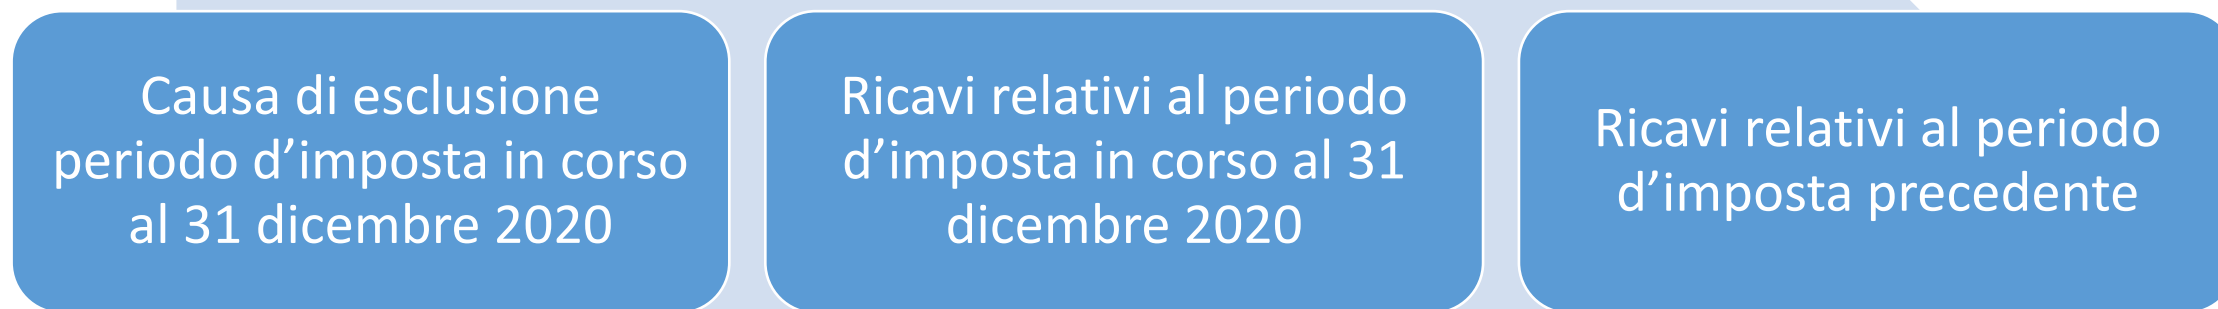 Causa di esclusione
periodo d’imposta in corso
al 31 dicembre 2020
Ricavi relativi al periodo
d’imposta in corso al 31
dicembre 2020
Ricavi relativi al periodo
d’imposta precedente